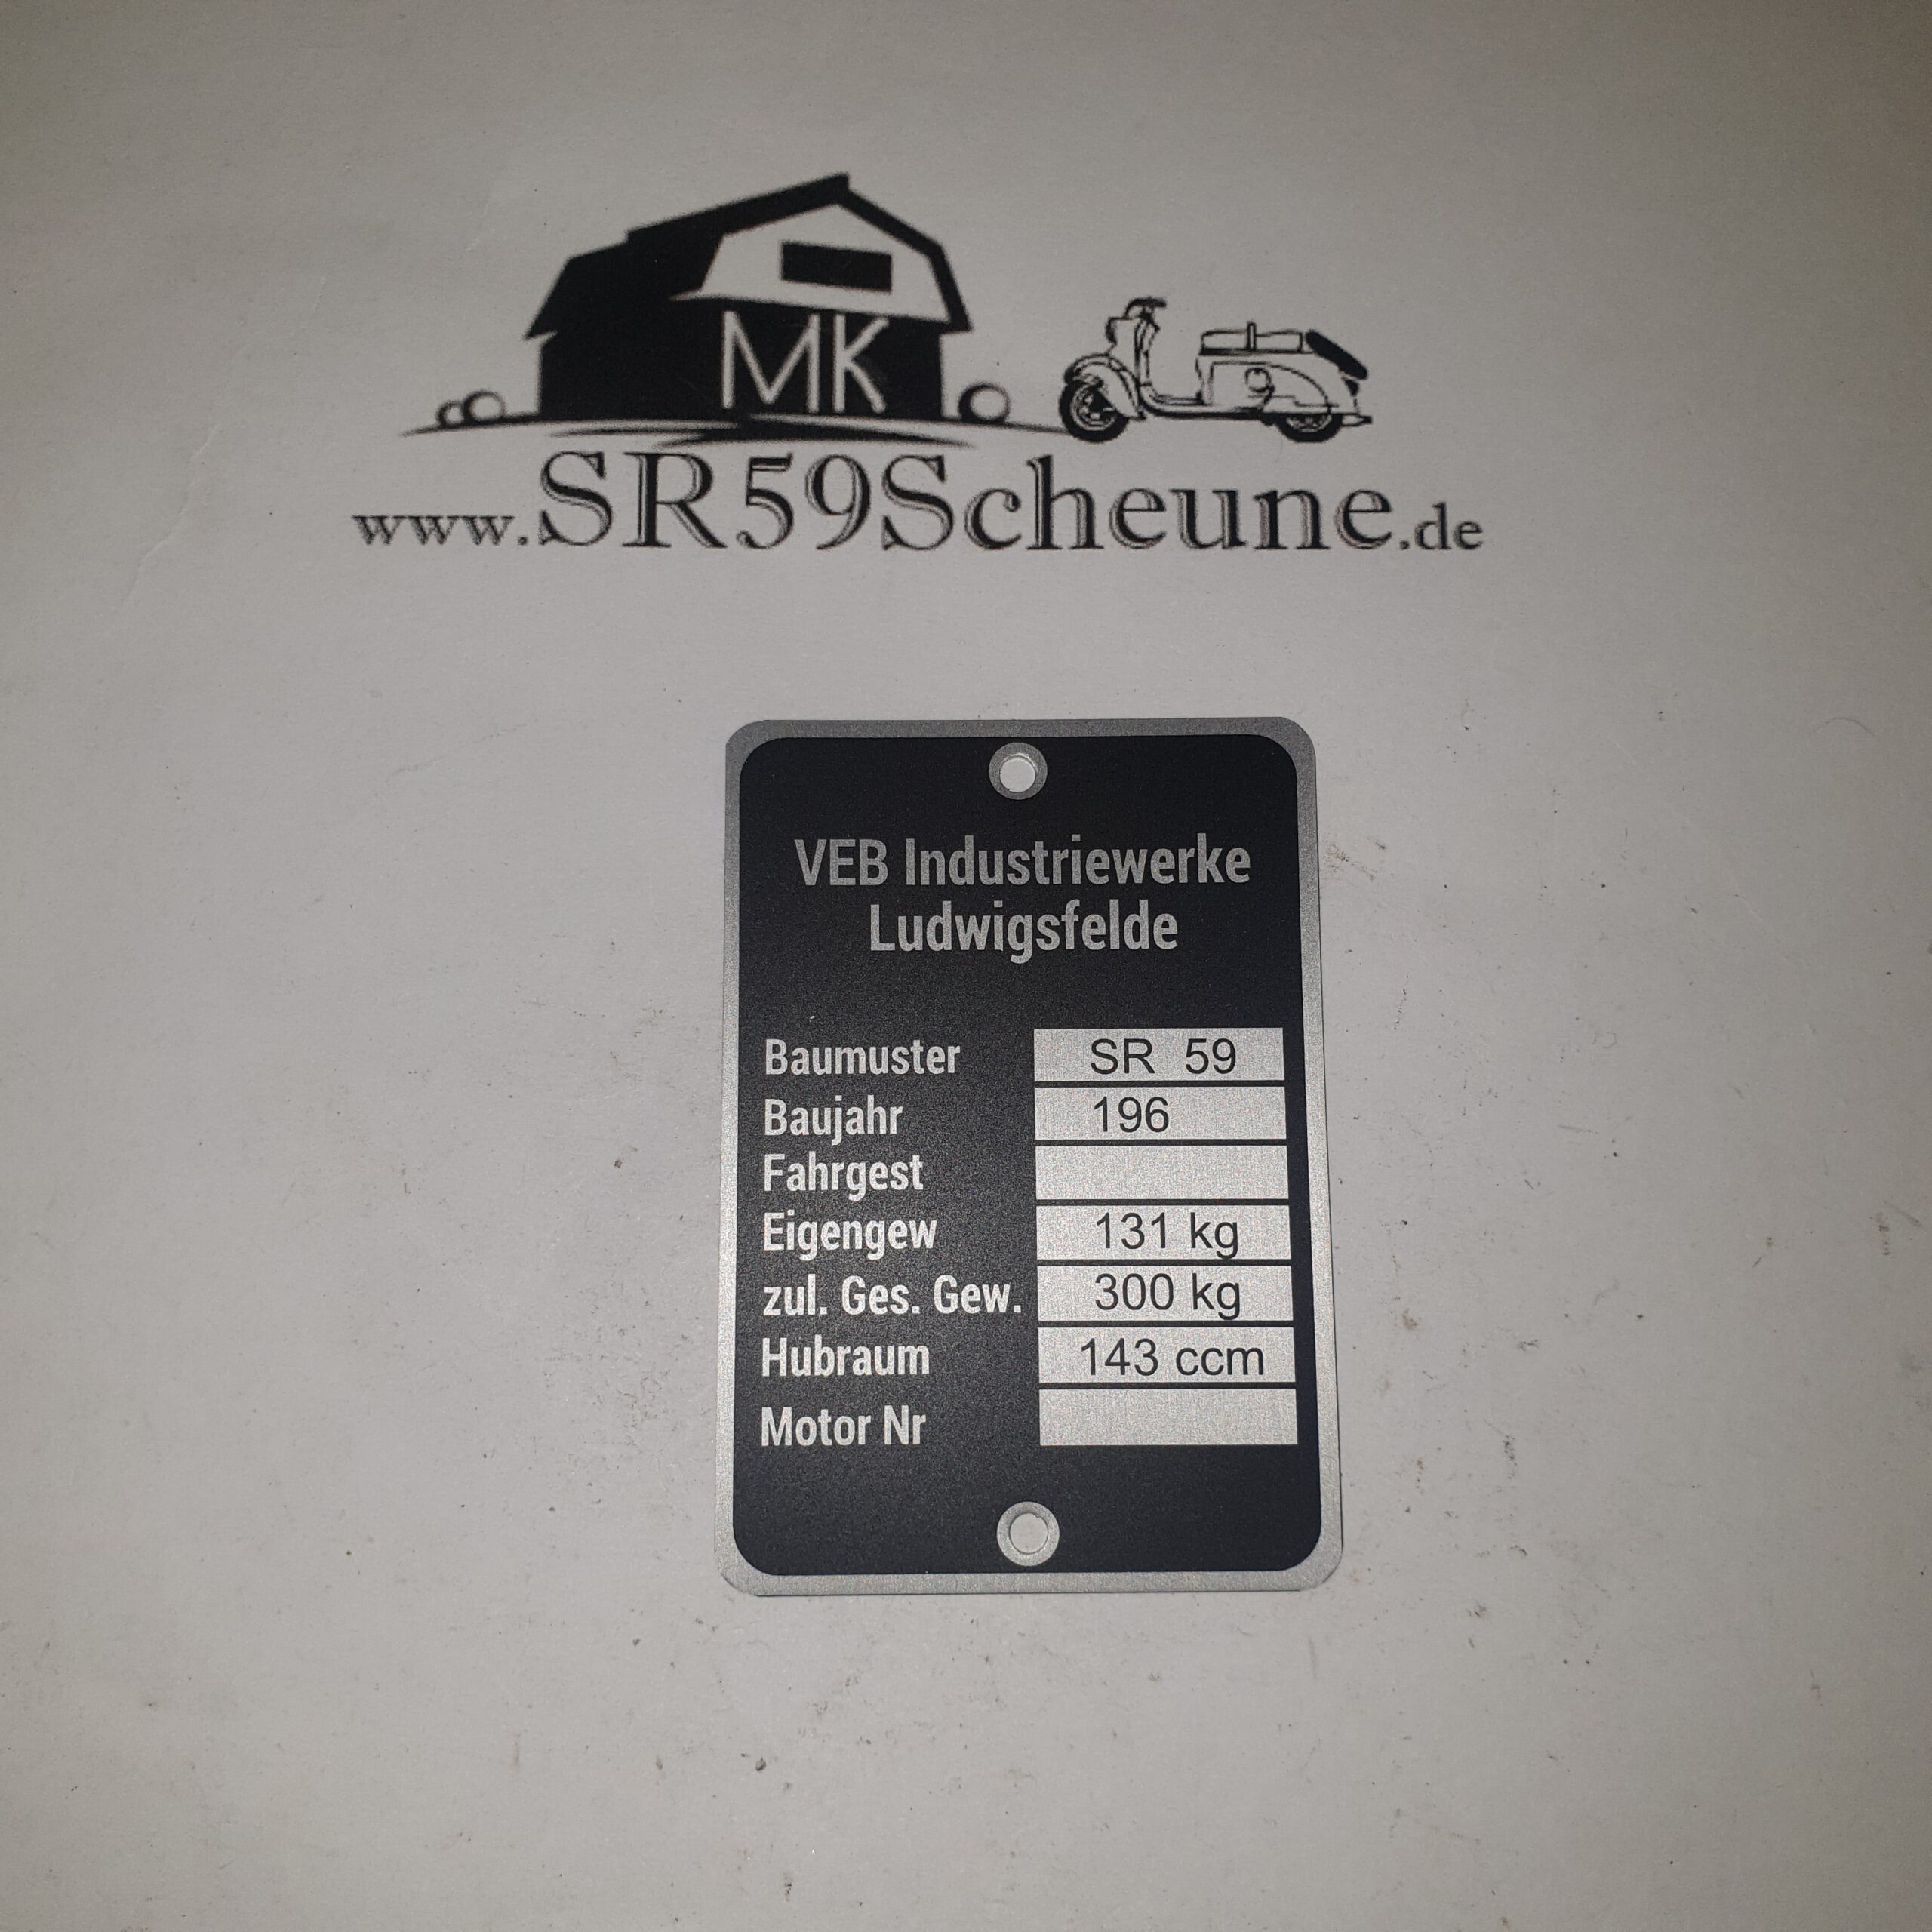 MK
www.SR59Scheune.de
VEB Industriewerke
Ludwigsfelde
Baumuster SR 59
Baujahr 196
Fahrgest
Eigengew 131 kg
zul. Ges. Gew. 300 kg
Hubraum 143 ccm
Motor Nr